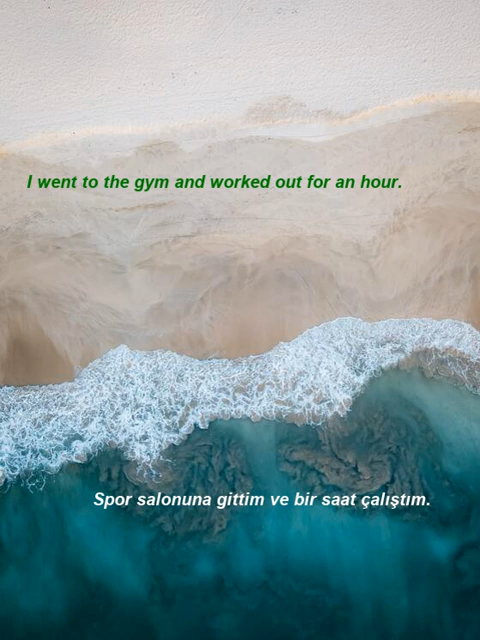 I went to the gym and worked out for an hour.
Spor salonuna gittim ve bir saat çalıştım.